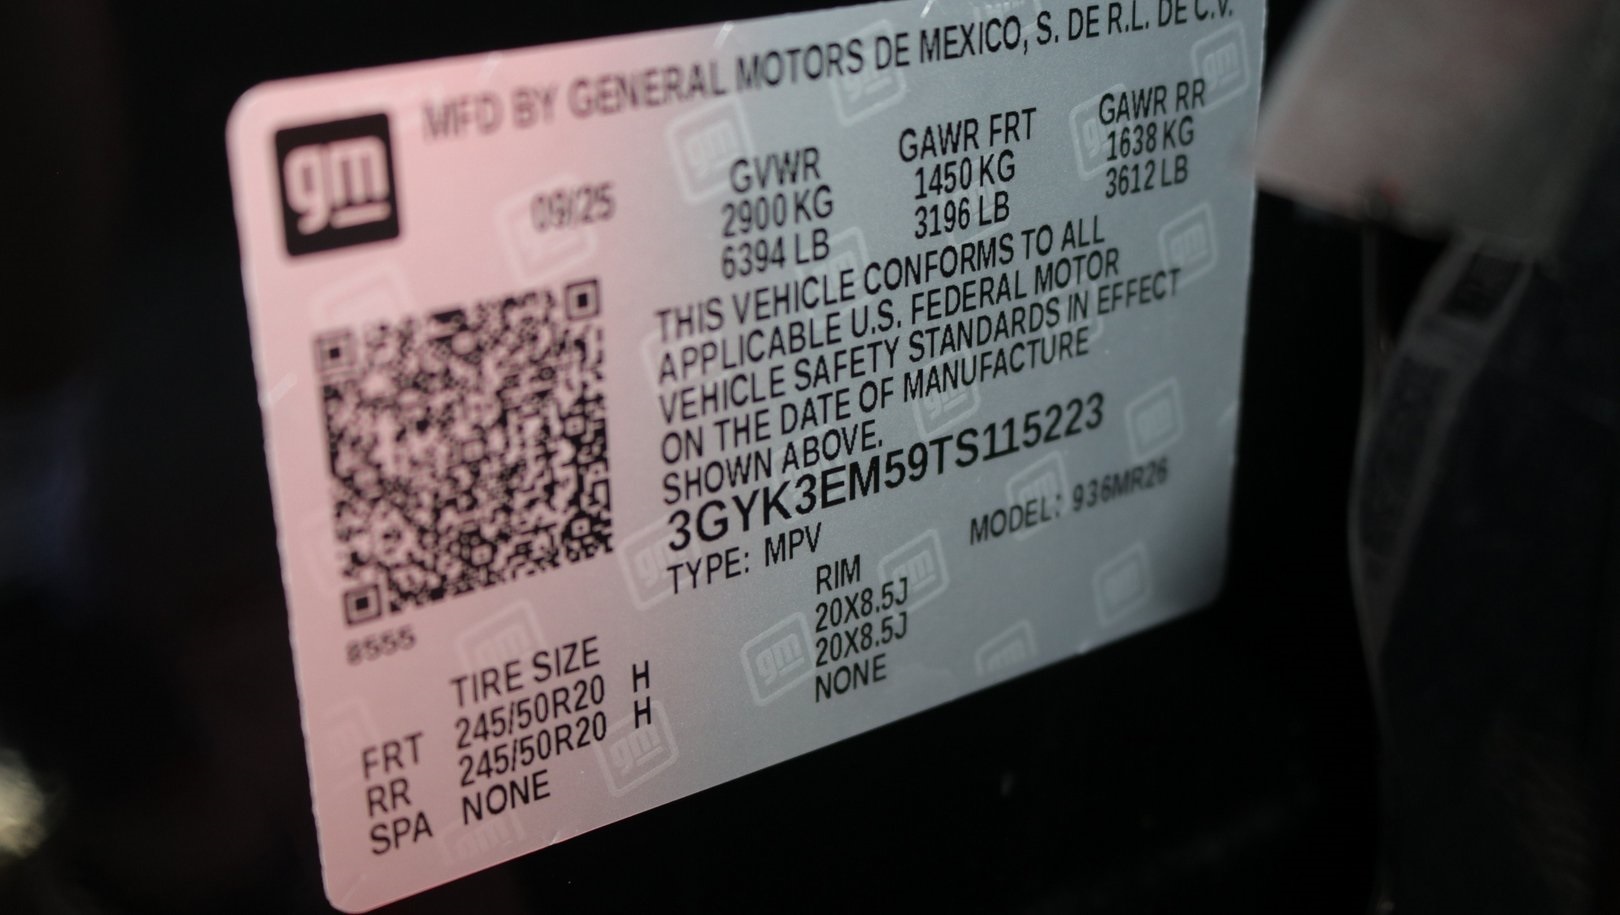 MFD BY GENERAL MOTORS DE MEXICO, S. DE R.L. DE C.V.
gm
09/25
GVWR GAWR FRT GAWR RR
2900 KG 1450 KG 1638 KG
6394 LB 3196 LB 3612 LB
THIS VEHICLE CONFORMS TO ALL
APPLICABLE U.S. FEDERAL MOTOR
VEHICLE SAFETY STANDARDS IN EFFECT
ON THE DATE OF MANUFACTURE
SHOWN ABOVE.
3GYK3EM59TS115223
TYPE: MPV MODEL: 936MR26
8555
TIRE SIZE RIM
FRT 245/50R20 H 20X8.5J
RR 245/50R20 H 20X8.5J
SPA NONE NONE